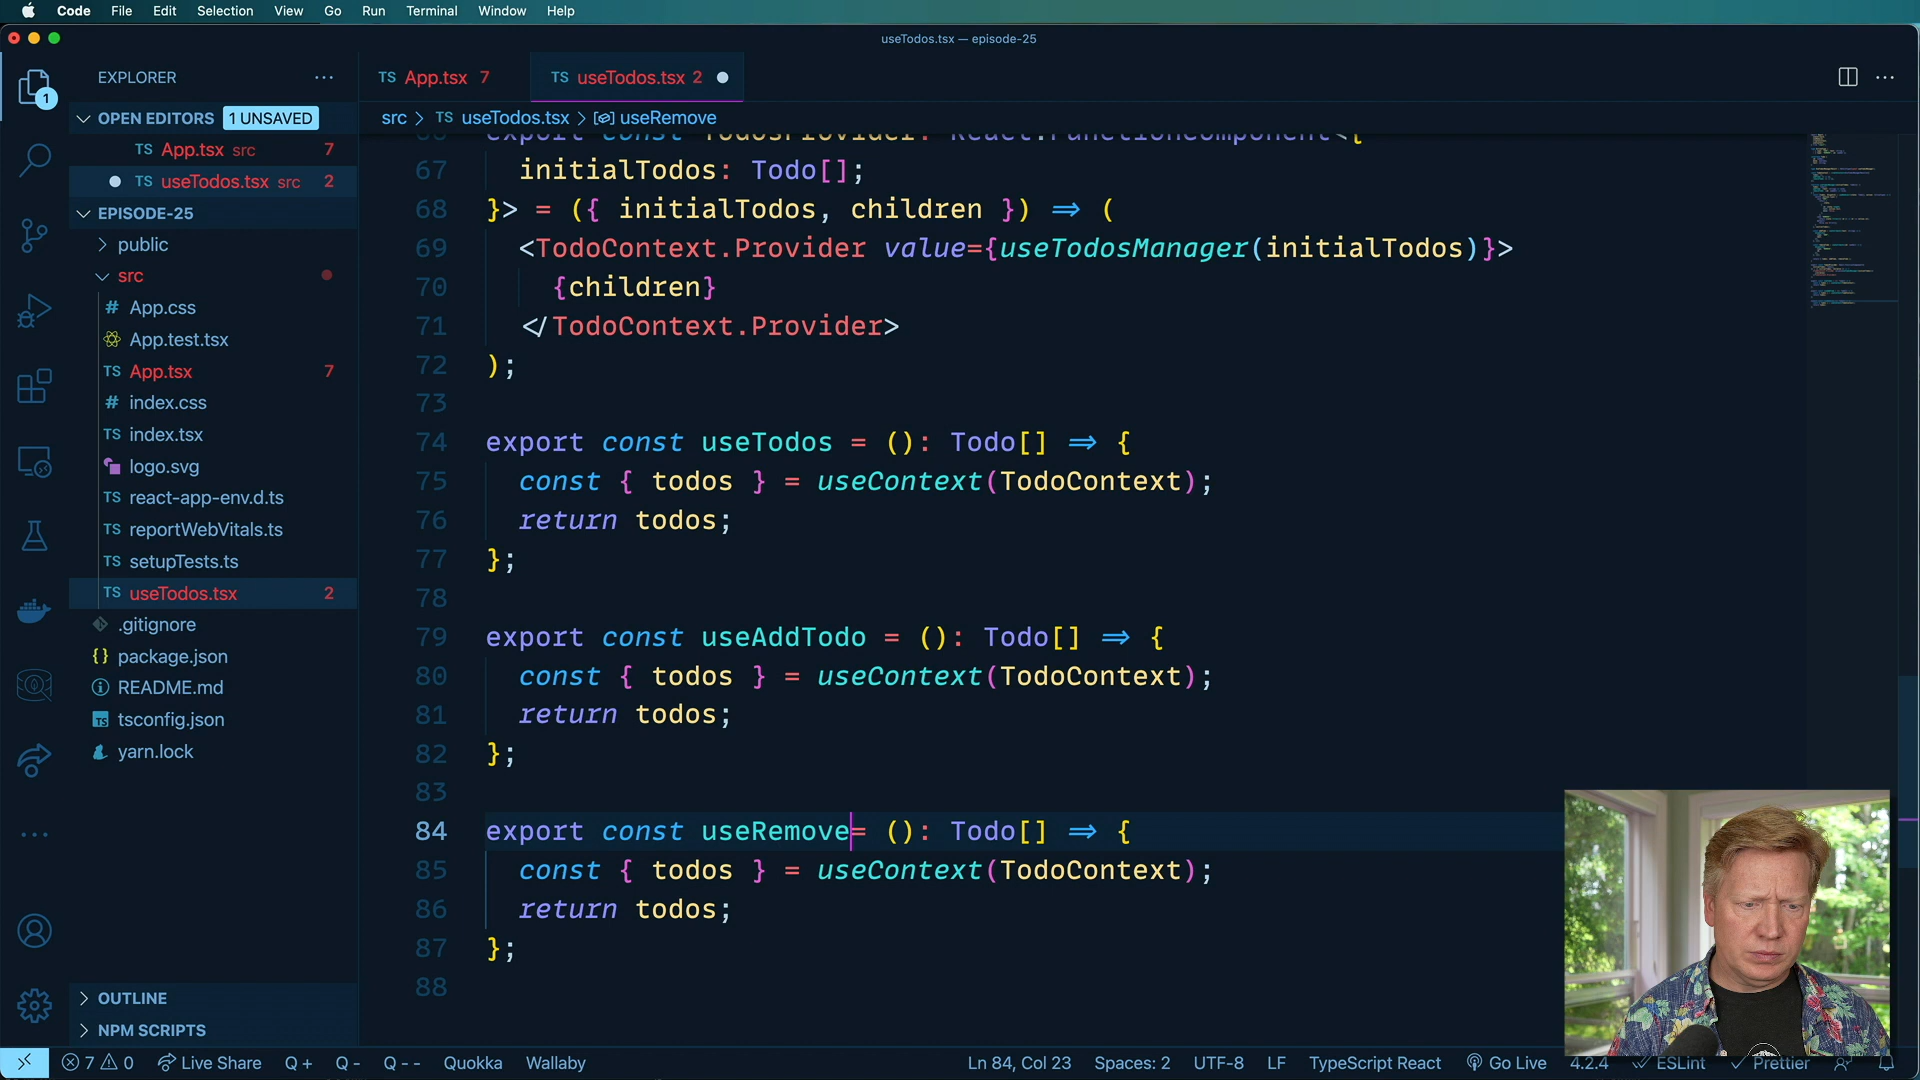 Code File Edit Selection View Go Run Terminal Window Help
useTodos.tsx — episode-25
EXPLORER
OPEN EDITORS 1 UNSAVED
TS App.tsx src 7
TS useTodos.tsx src 2
EPISODE-25
public
src
# App.css
App.test.tsx
TS App.tsx 7
# index.css
TS index.tsx
logo.svg
TS react-app-env.d.ts
TS reportWebVitals.ts
TS setupTests.ts
TS useTodos.tsx 2
.gitignore
{} package.json
README.md
TS tsconfig.json
yarn.lock
OUTLINE
NPM SCRIPTS
1
TS App.tsx 7 TS useTodos.tsx 2
src > TS useTodos.tsx > useRemove
export const TodosProvider: React.FunctionComponent<{
67 initialTodos: Todo[];
68 }> = ({ initialTodos, children }) => (
69 <TodoContext.Provider value={useTodosManager(initialTodos)}>
70 {children}
71 </TodoContext.Provider>
72 );
73
74 export const useTodos = (): Todo[] => {
75 const { todos } = useContext(TodoContext);
76 return todos;
77 };
78
79 export const useAddTodo = (): Todo[] => {
80 const { todos } = useContext(TodoContext);
81 return todos;
82 };
83
84 export const useRemove= (): Todo[] => {
85 const { todos } = useContext(TodoContext);
86 return todos;
87 };
88
7 0 Live Share Q + Q - Q - - Quokka Wallaby Ln 84, Col 23 Spaces: 2 UTF-8 LF TypeScript React Go Live 4.2.4 ESLint Prettier